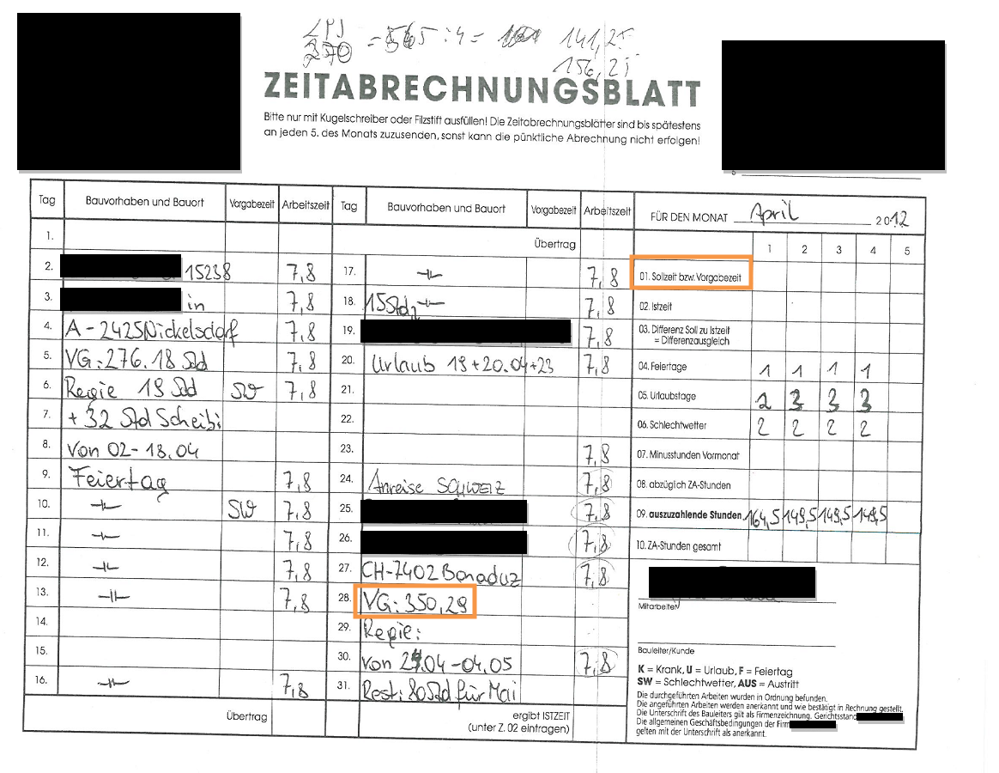 = 565 : 4 = 141,25
156,25
ZEITABRECHNUNGSBLATT
Bitte nur mit Kugelschreiber oder Filzstift ausfüllen! Die Zeitabrechnungsblätter sind bis spätestens
an jeden 5. des Monats zuzusenden, sonst kann die pünktliche Abrechnung nicht erfolgen!
Tag Bauvorhaben und Bauort Vorgabezeit Arbeitszeit Tag Bauvorhaben und Bauort Vorgabezeit Arbeitszeit FÜR DEN MONAT April 2012
1. Übertrag 1 2 3 4 5
2. 15238 7,8 17. 7,8 01. Sollzeit bzw. Vorgabezeit
3. in 7,8 18. 15Std. 7,8 02. Istzeit
4. A-2425 Nickelsdorf 7,8 19. 7,8 03. Differenz Soll zu Istzeit
= Differenzausgleich
5. VG: 276.18 Std 7,8 20. Urlaub 19+20.04+23 7,8 04. Feiertage 1 1 1 1
6. Regie 19 Std SW 7,8 21. 05. Urlaubstage 2 3 3 3
7. + 32 Std Scheibi 22. 06. Schlechtwetter 2 2 2 2
8. von 02-18.04 23. 7,8 07. Minusstunden Vormonat
9. Feiertag 7,8 24. Anreise SCHWEIZ 7,8 08. abzüglich ZA-Stunden
10. SW 7,8 25. 7,8 09. auszuzahlende Stunden 164,5 149,5 149,5 149,5
11. 7,8 26. 7,8 10. ZA-Stunden gesamt
12. 7,8 27. CH-7402 Bonaduz 7,8
13. 7,8 28. VG: 350,29 Mitarbeiter
14. 29. Regie:
15. 30. von 24.04-04.05 7,8 Bauleiter/Kunde
16. 7,8 31. Rest: 80Std für Mai
K = Krank, U = Urlaub, F = Feiertag
SW = Schlechtwetter, AUS = Austritt
Übertrag ergibt ISTZEIT
(unter Z. 02 eintragen)
Die durchgeführten Arbeiten wurden in Ordnung befunden.
Die angeführten Arbeiten werden anerkannt und wie bestätigt in Rechnung gestellt.
Die Unterschrift des Bauleiters gilt als Firmenzeichnung. Gerichtsstand
Die allgemeinen Geschäftsbedingungen der Firm
gelten mit der Unterschrift als anerkannt.